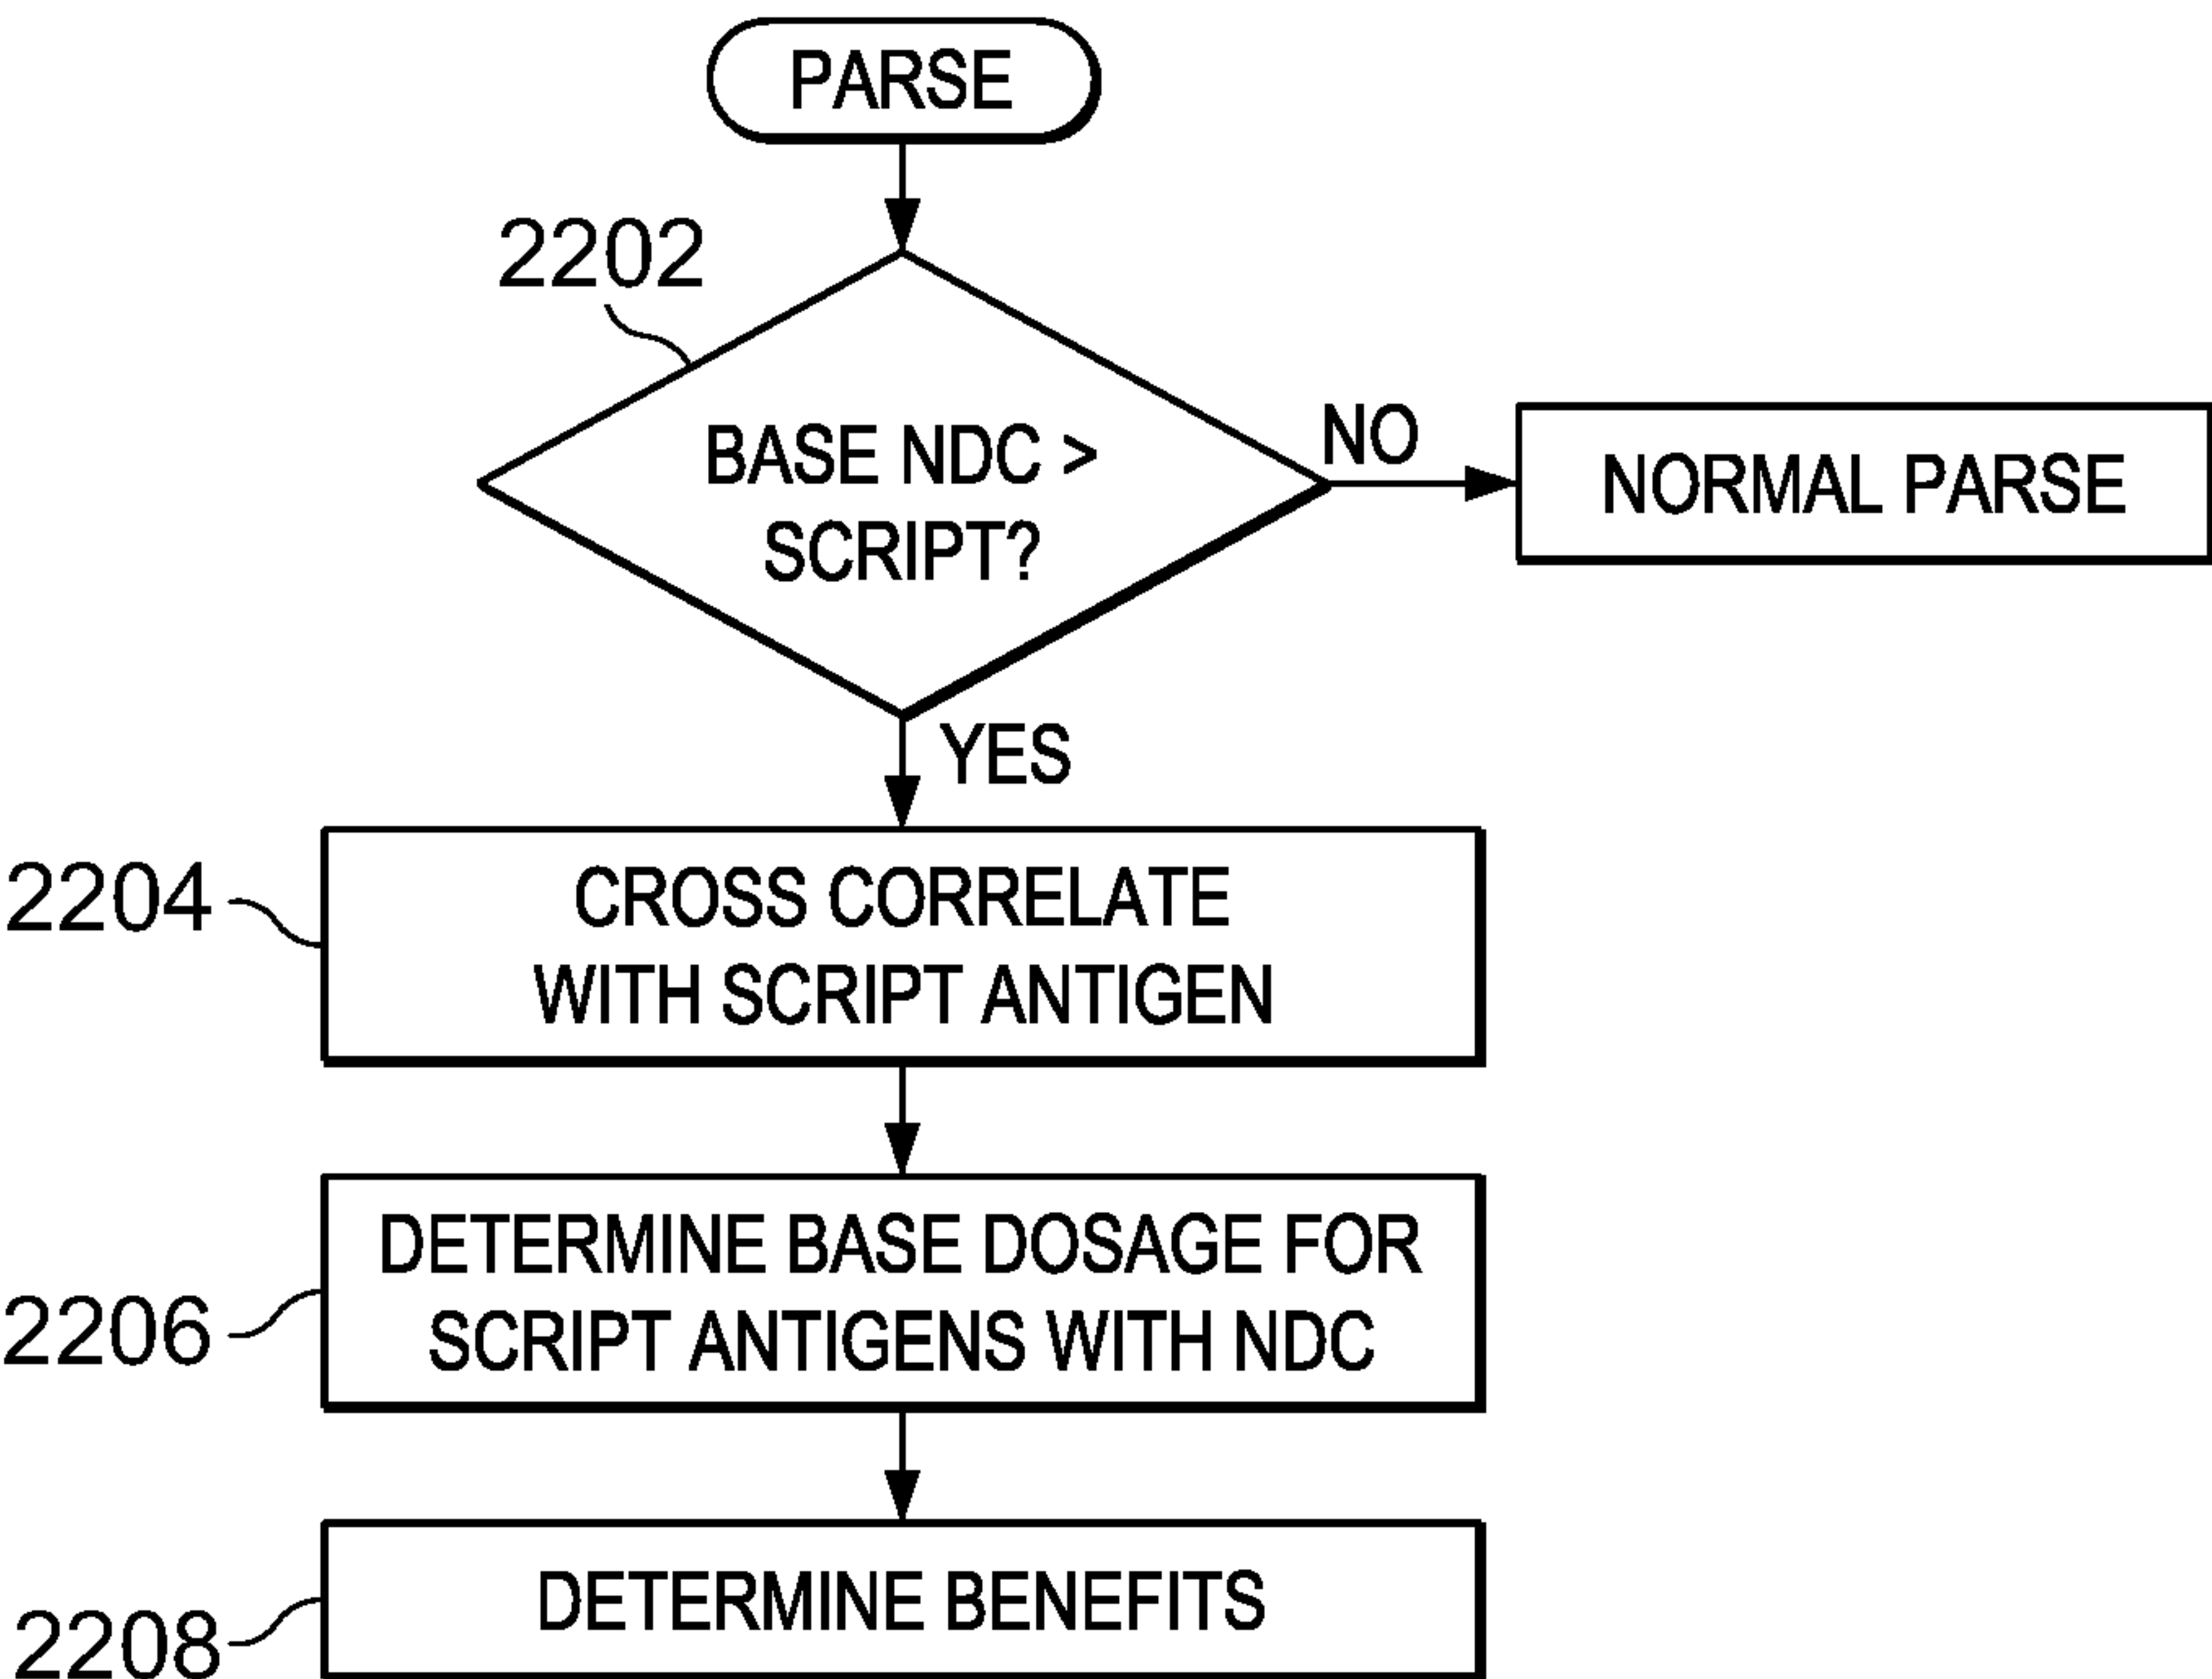 PARSE
2202
BASE NDC >
SCRIPT?
NO
NORMAL PARSE
YES
2204
CROSS CORRELATE
WITH SCRIPT ANTIGEN
2206
DETERMINE BASE DOSAGE FOR
SCRIPT ANTIGENS WITH NDC
2208
DETERMINE BENEFITS